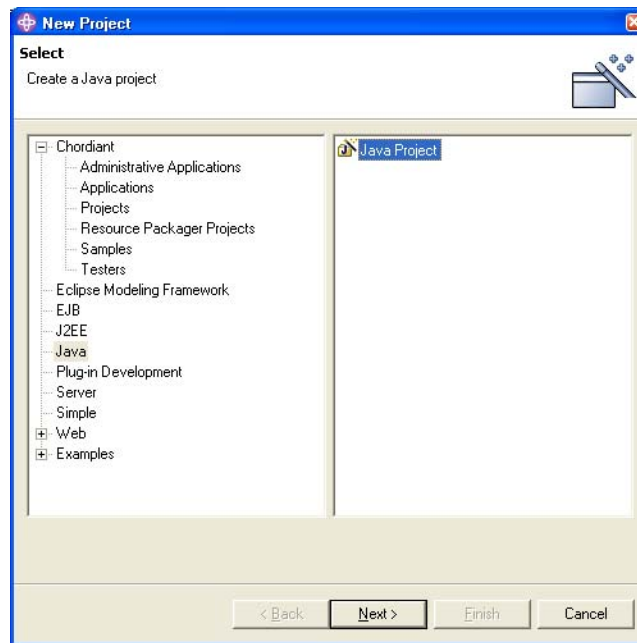 New Project
Select
Create a Java project
Chordiant
Administrative Applications
Applications
Projects
Resource Packager Projects
Samples
Testers
Eclipse Modeling Framework
EJB
J2EE
Java
Plug-in Development
Server
Simple
Web
Examples
Java Project
< Back
Next >
Finish
Cancel